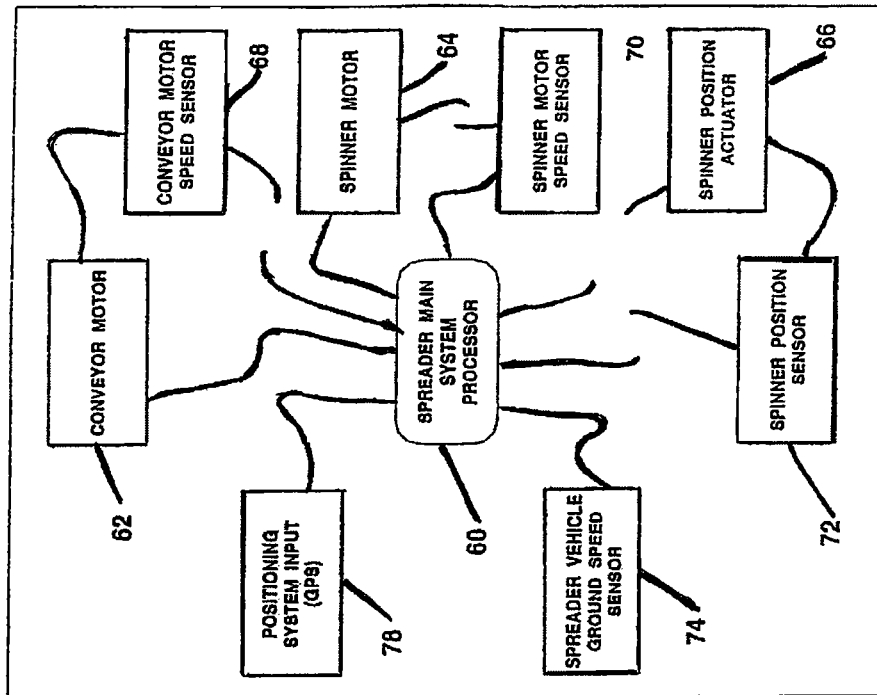 CONVEYOR MOTOR
62
CONVEYOR MOTOR
SPEED SENSOR
68
POSITIONING
SYSTEM INPUT
(GPS)
78
SPINNER MOTOR
64
SPREADER MAIN
SYSTEM
PROCESSOR
60
SPINNER MOTOR
SPEED SENSOR
70
SPREADER VEHICLE
GROUND SPEED
SENSOR
74
SPINNER POSITION
ACTUATOR
66
SPINNER POSITION
SENSOR
72